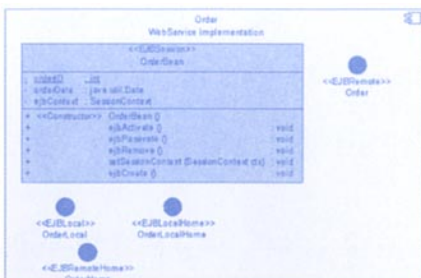 Order
WebService Implementation
<<EJBSession>>
OrderBean
- orderID : int
- orderDate : java.util.Date
- ejbContext : SessionContext
+ <<Constructor>> OrderBean ()
+ ejbActivate () : void
+ ejbPassivate () : void
+ ejbRemove () : void
+ setSessionContext (SessionContext ctx) : void
+ ejbCreate () : void
<<EJBRemote>>
Order
<<EJBLocal>>
OrderLocal
<<EJBLocalHome>>
OrderLocalHome
<<EJBRemoteHome>>